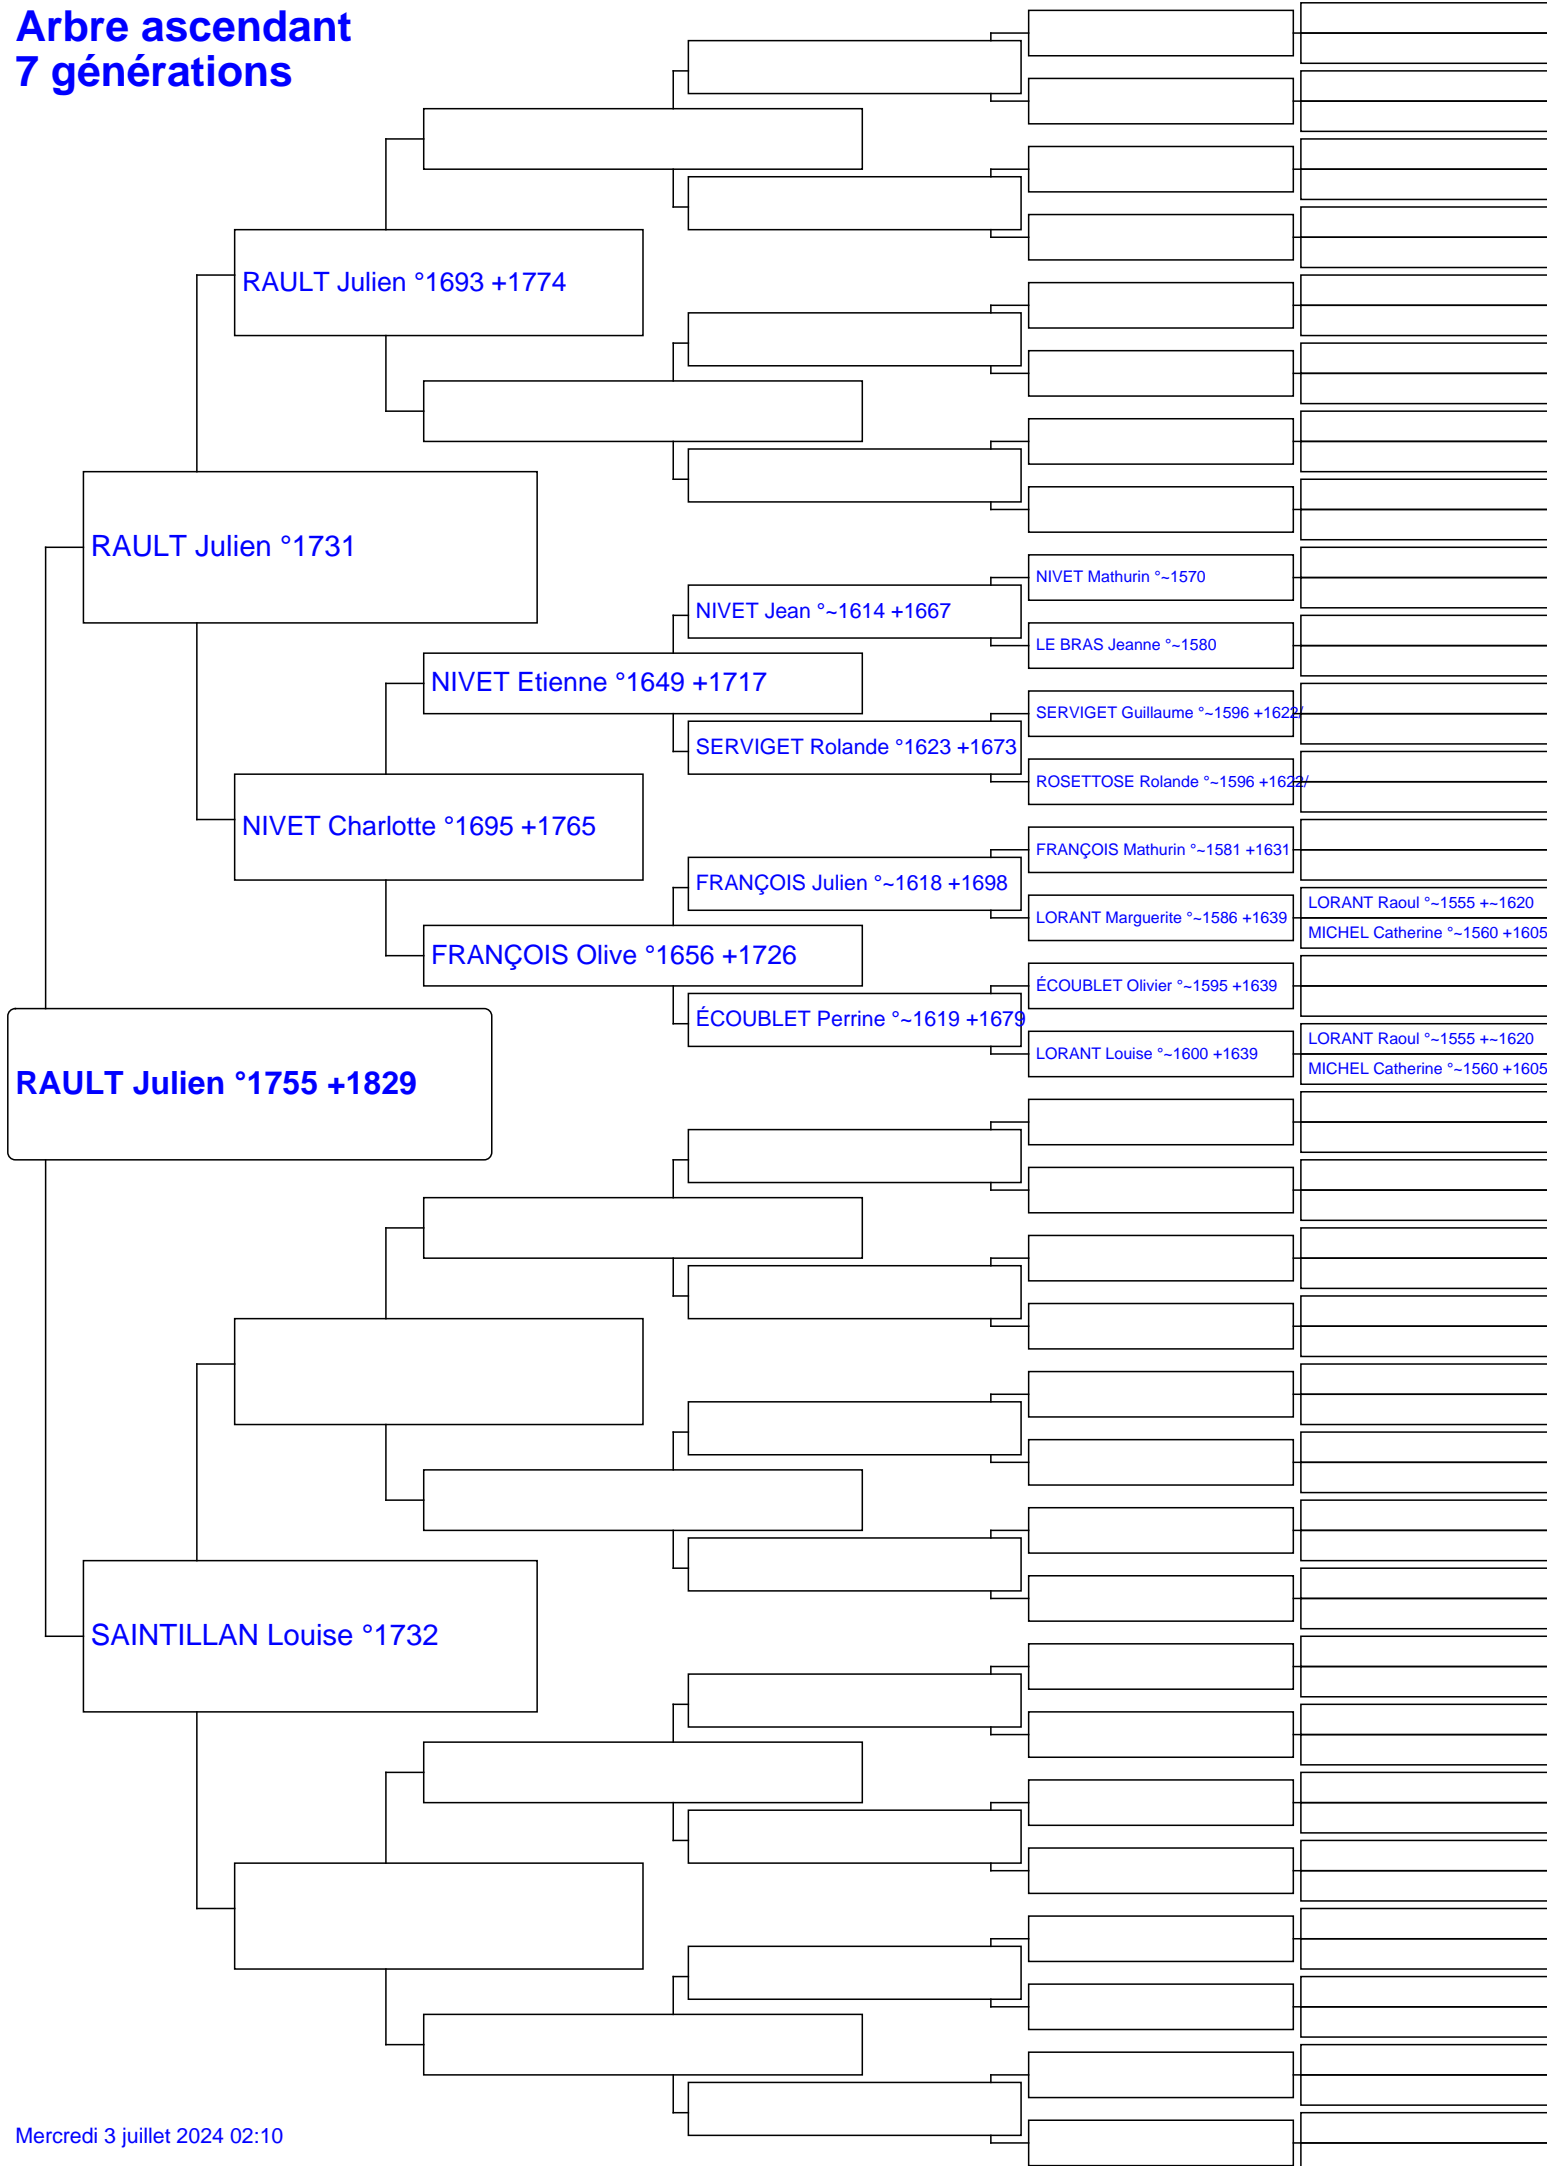 Arbre ascendant
7 générations
RAULT Julien °1693 +1774
RAULT Julien °1731
NIVET Mathurin °~1570
NIVET Jean °~1614 +1667
LE BRAS Jeanne °~1580
NIVET Etienne °1649 +1717
SERVIGET Guillaume °~1596 +1622/
SERVIGET Rolande °1623 +1673
ROSETTOSE Rolande °~1596 +1622/
NIVET Charlotte °1695 +1765
FRANÇOIS Mathurin °~1581 +1631
FRANÇOIS Julien °~1618 +1698
LORANT Raoul °~1555 +~1620
LORANT Marguerite °~1586 +1639
MICHEL Catherine °~1560 +1605
FRANÇOIS Olive °1656 +1726
ÉCOUBLET Olivier °~1595 +1639
ÉCOUBLET Perrine °~1619 +1679
LORANT Raoul °~1555 +~1620
LORANT Louise °~1600 +1639
MICHEL Catherine °~1560 +1605
RAULT Julien °1755 +1829
SAINTILLAN Louise °1732
Mercredi 3 juillet 2024 02:10